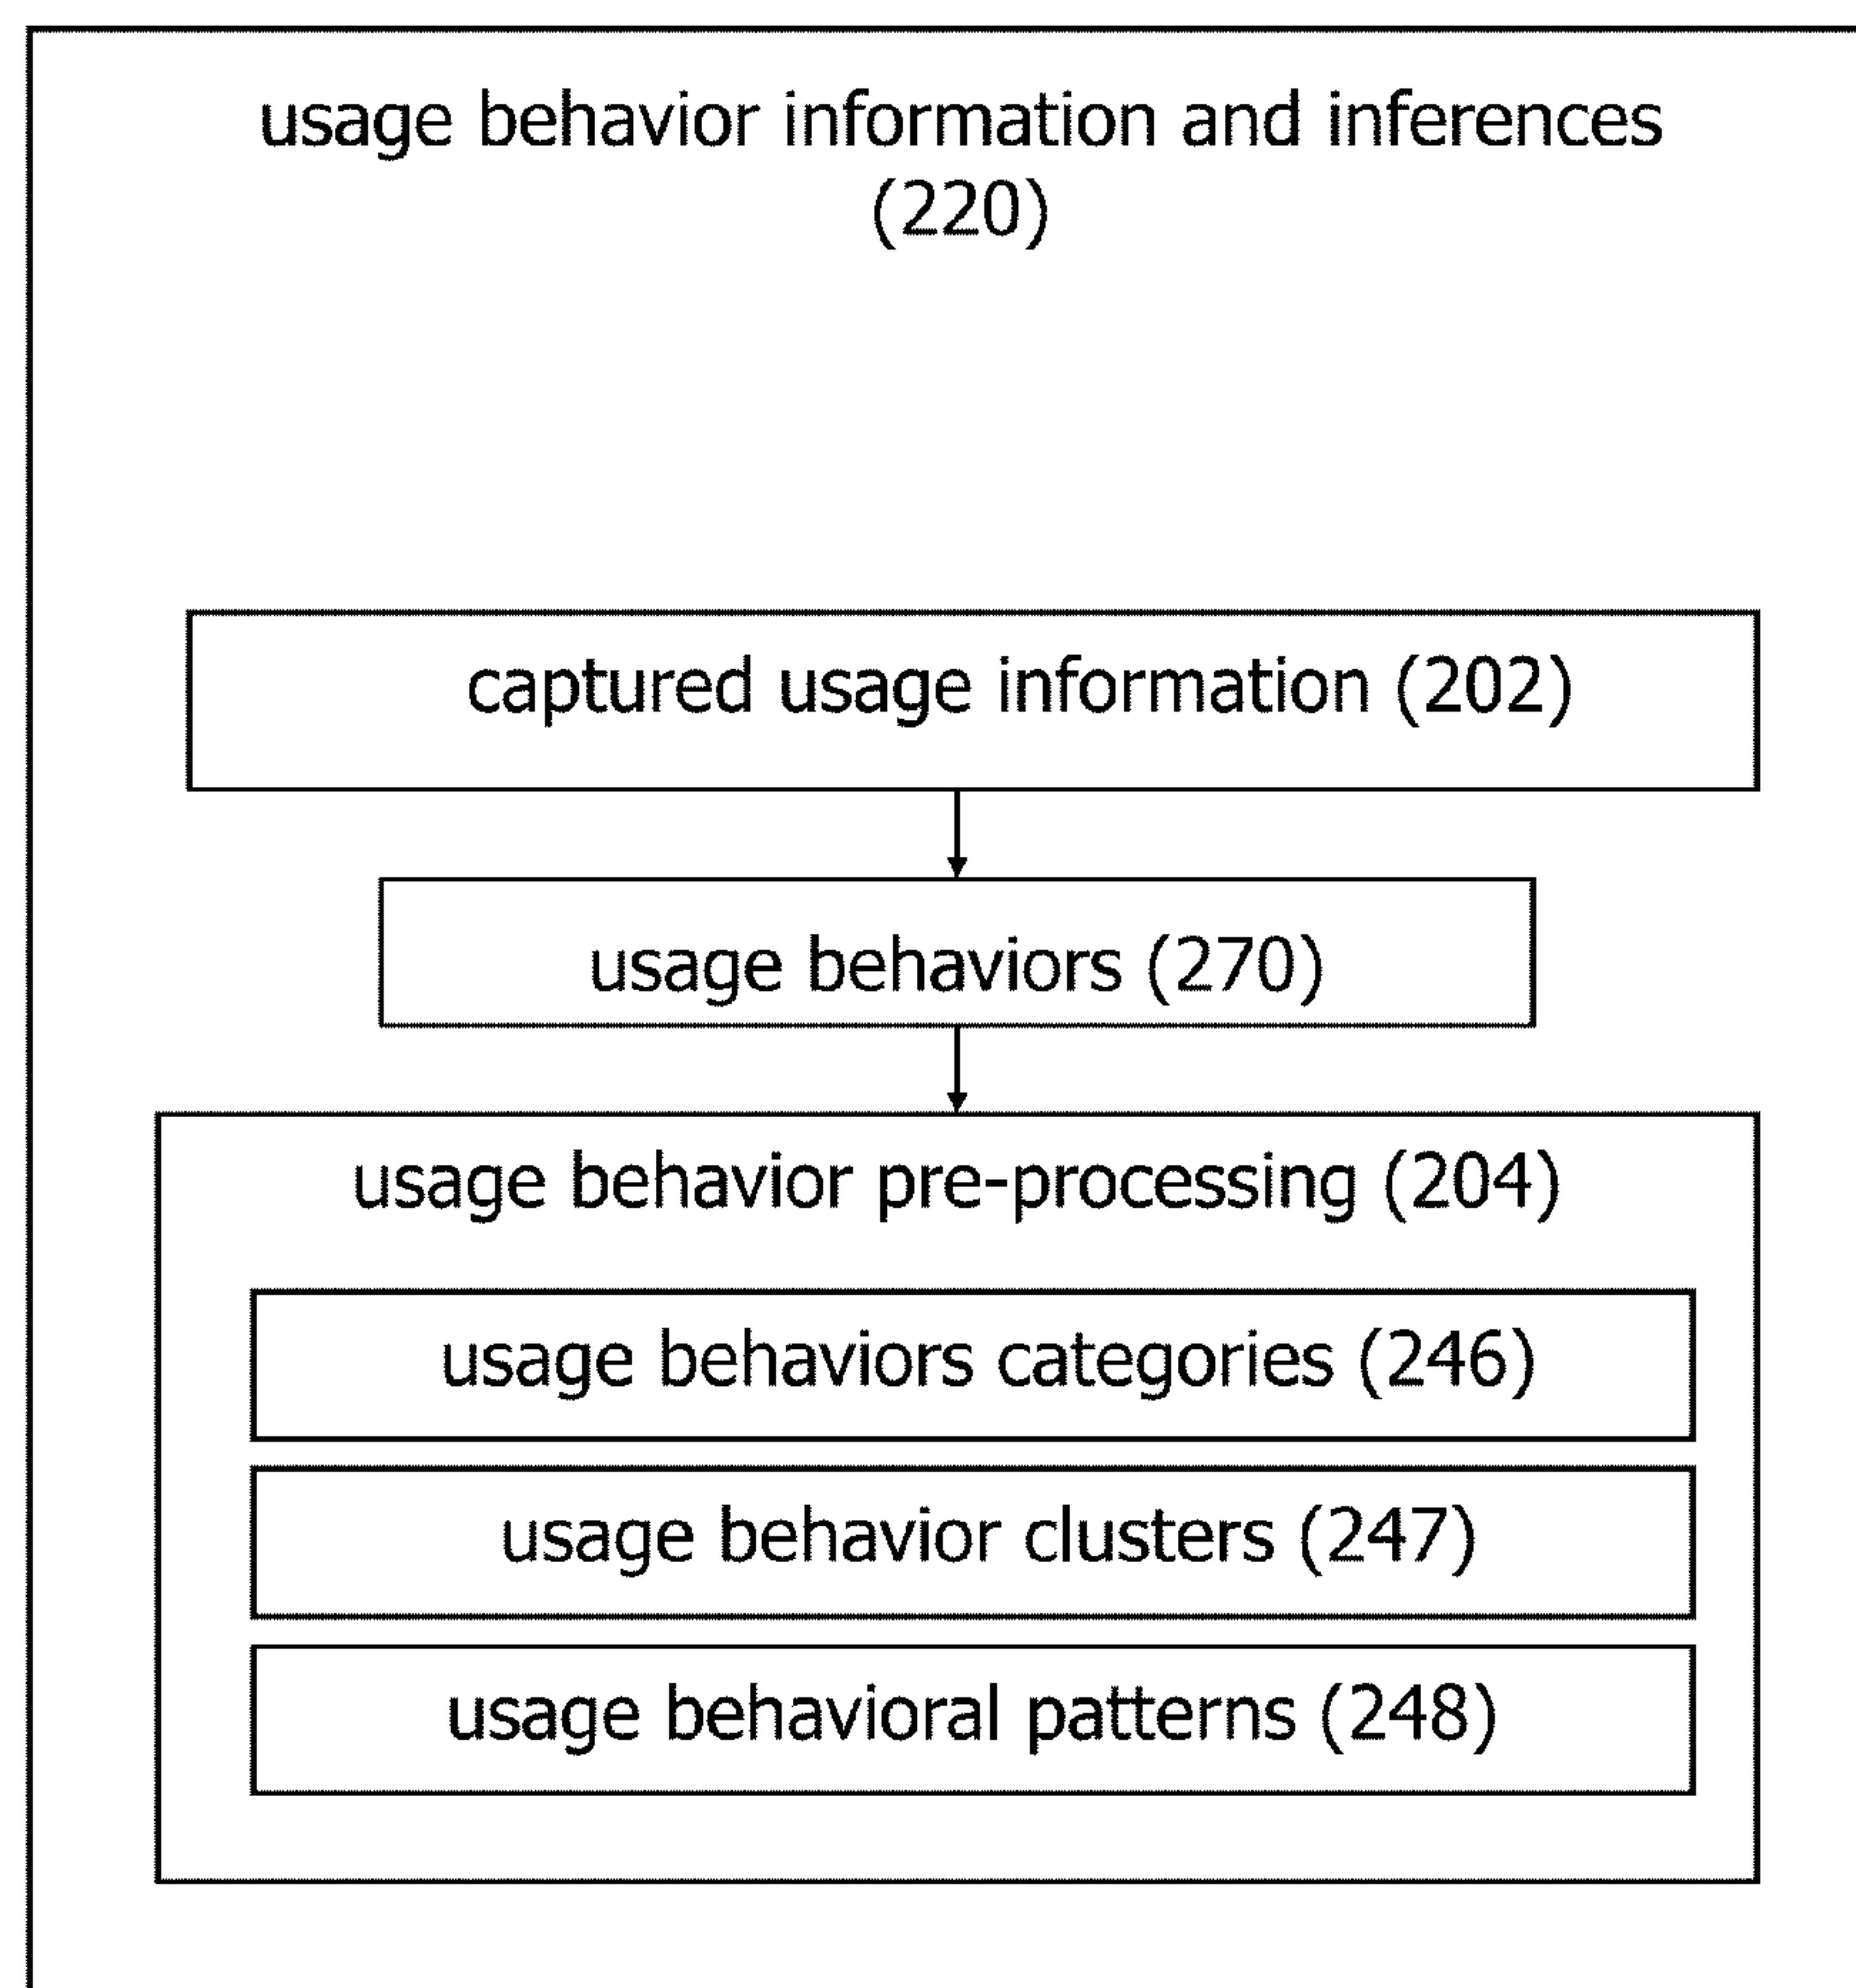 usage behavior information and inferences
(220)
captured usage information (202)
usage behaviors (270)
usage behavior pre-processing (204)
usage behaviors categories (246)
usage behavior clusters (247)
usage behavioral patterns (248)